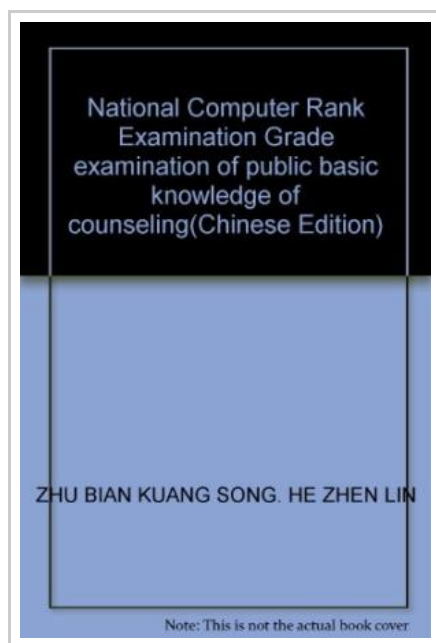 National Computer Rank
Examination Grade
examination of public basic
knowledge of
counseling(Chinese Edition)
ZHU BIAN KUANG SONG. HE ZHEN LIN
Note: This is not the actual book cover